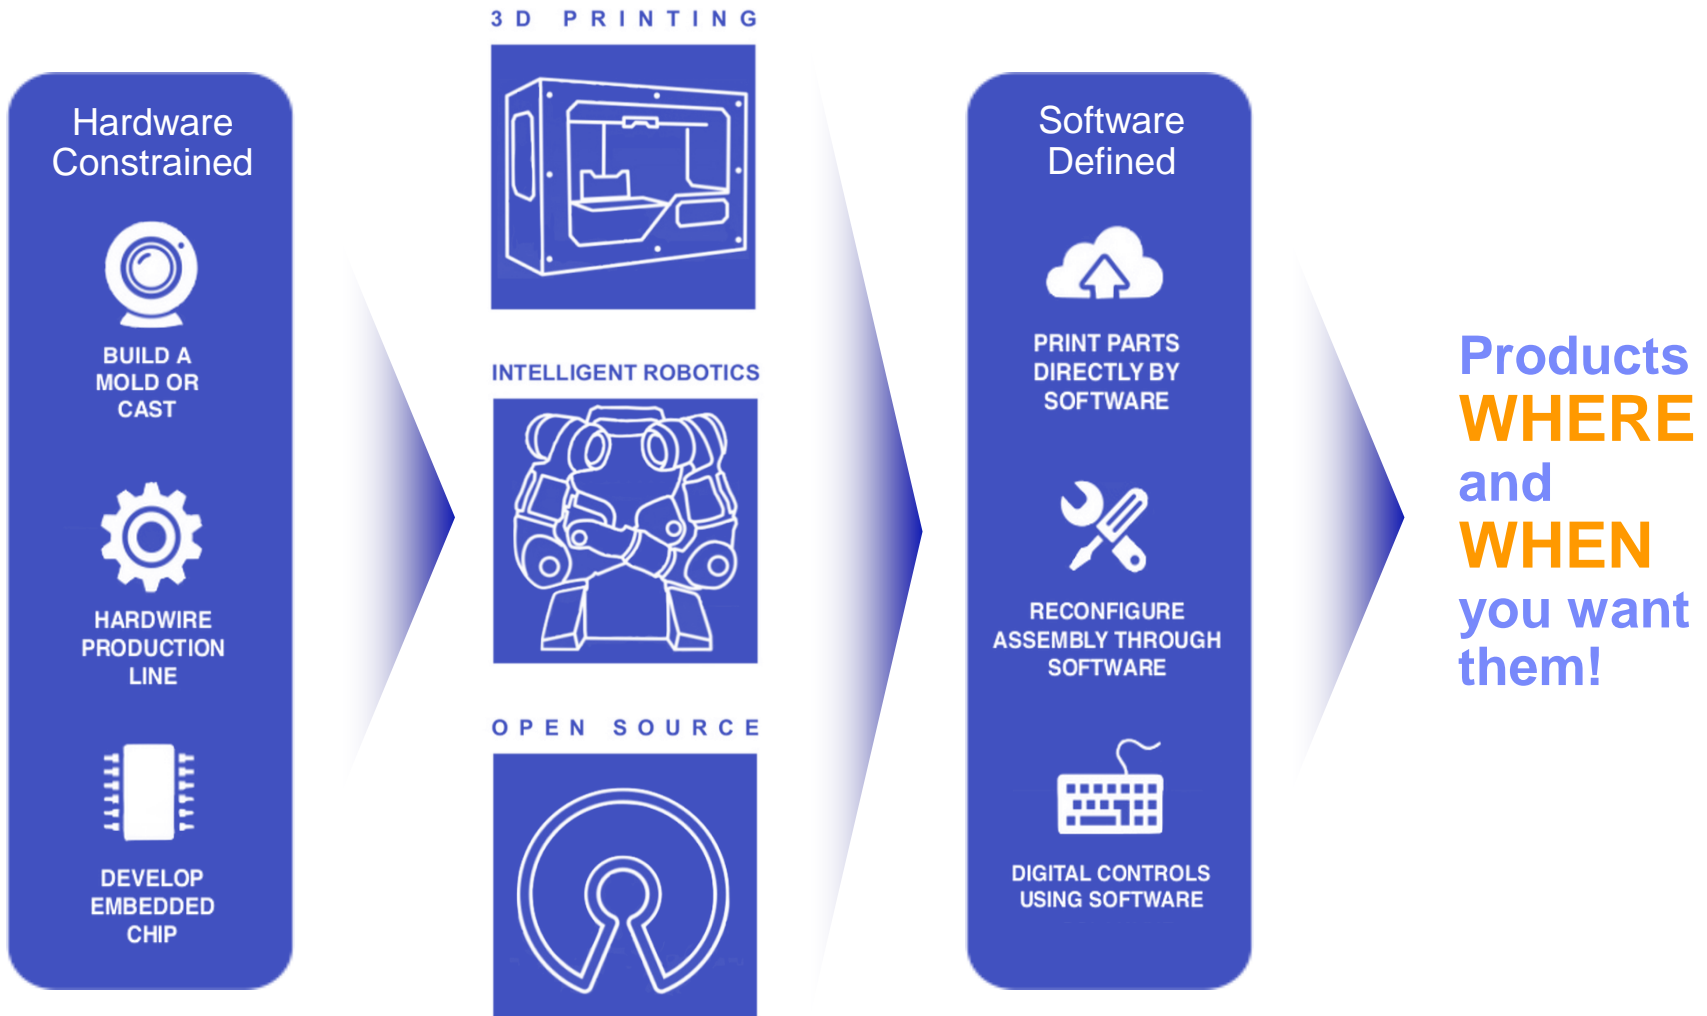 Hardware
Constrained
BUILD A
MOLD OR
CAST
HARDWIRE
PRODUCTION
LINE
DEVELOP
EMBEDDED
CHIP
3D PRINTING
INTELLIGENT ROBOTICS
OPEN SOURCE
Software
Defined
PRINT PARTS
DIRECTLY BY
SOFTWARE
RECONFIGURE
ASSEMBLY THROUGH
SOFTWARE
DIGITAL CONTROLS
USING SOFTWARE
Products
WHERE
and
WHEN
you want
them!